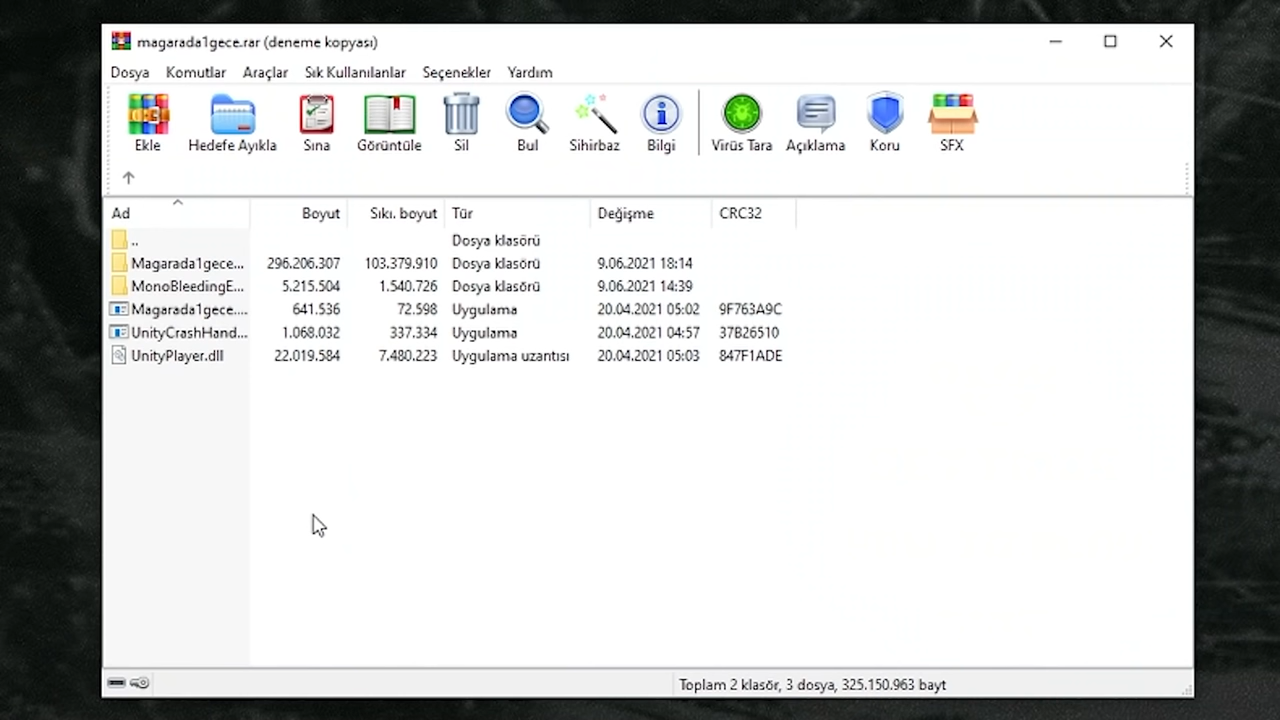 magarada1gece.rar (deneme kopyası)
Dosya Komutlar Araçlar Sık Kullanılanlar Seçenekler Yardım
Ekle Hedefe Ayıkla Sına Görüntüle Sil Bul Sihirbaz Bilgi Virüs Tara Açıklama Koru SFX
Ad Boyut Sıkı. boyut Tür Değişme CRC32
.. Dosya klasörü
Magarada1gece... 296.206.307 103.379.910 Dosya klasörü 9.06.2021 18:14
MonoBleedingE... 5.215.504 1.540.726 Dosya klasörü 9.06.2021 14:39
Magarada1gece.... 641.536 72.598 Uygulama 20.04.2021 05:02 9F763A9C
UnityCrashHand... 1.068.032 337.334 Uygulama 20.04.2021 04:57 37B26510
UnityPlayer.dll 22.019.584 7.480.223 Uygulama uzantısı 20.04.2021 05:03 847F1ADE
Toplam 2 klasör, 3 dosya, 325.150.963 bayt